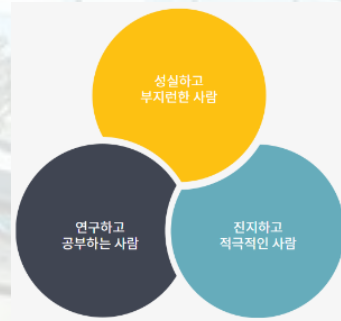 성실하고
부지런한 사람
연구하고
공부하는 사람
진지하고
적극적인 사람